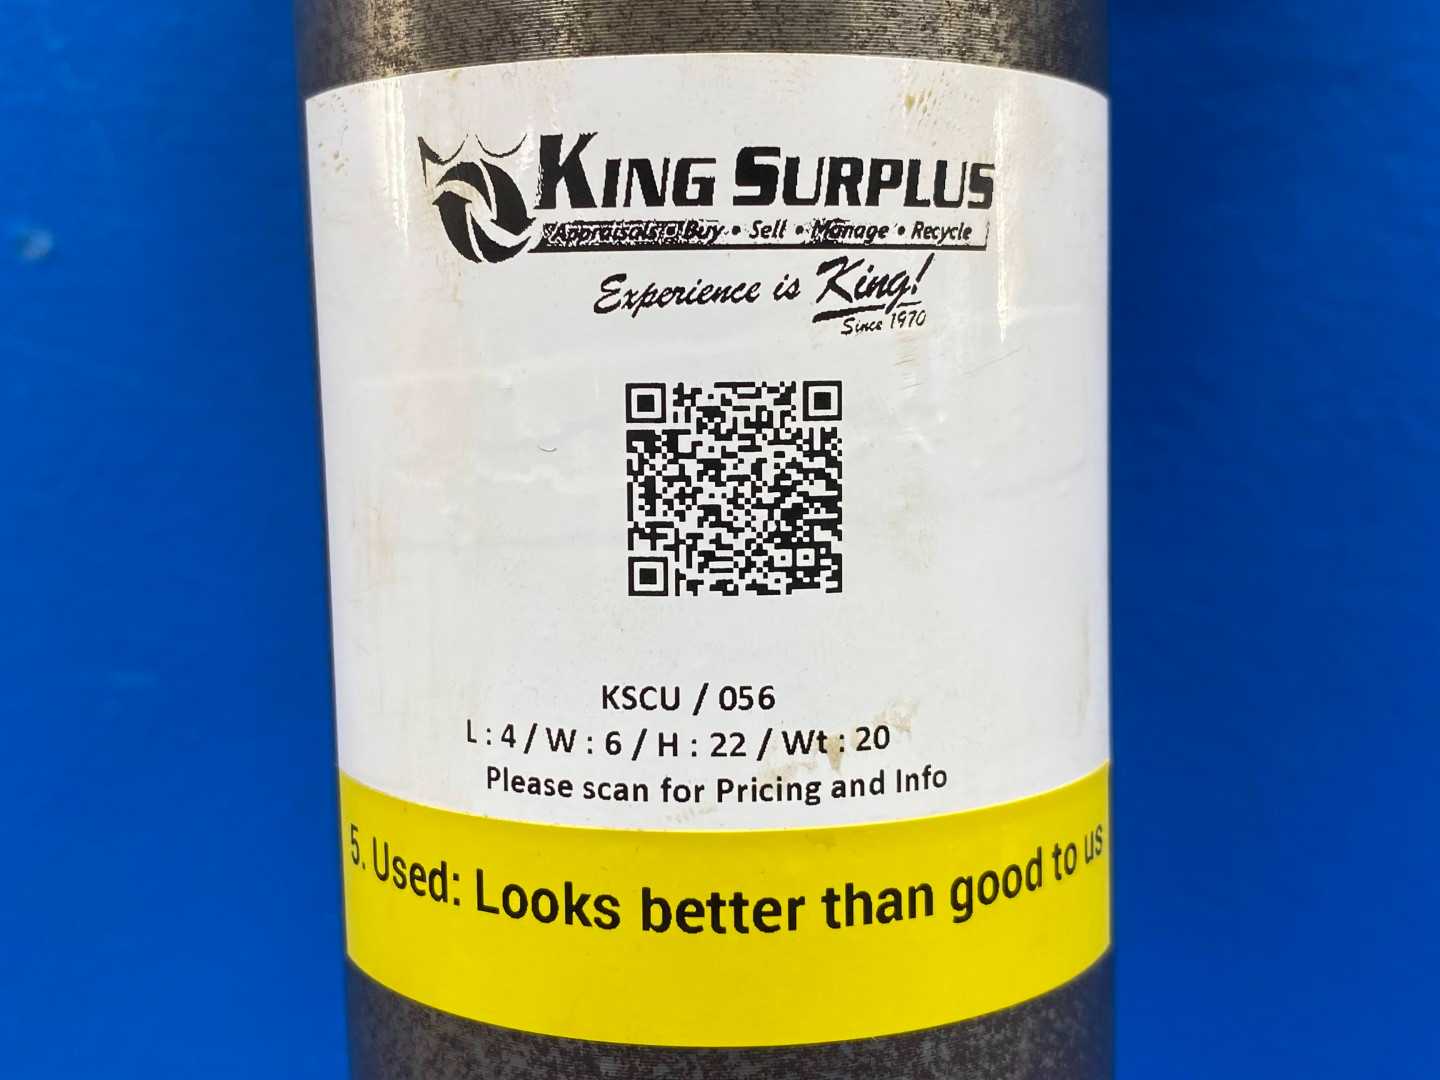 KING SURPLUS
Appraisals • Buy • Sell • Manage • Recycle
Experience is King!
Since 1970
KSCU / 056
L : 4 / W : 6 / H : 22 / Wt : 20
Please scan for Pricing and Info
5. Used: Looks better than good to us